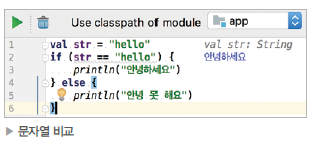 Use classpath of module app
1 val str = "hello" val str: String
2 if (str == "hello") { 안녕하세요
3 println("안녕하세요")
4 } else {
5 println("안녕 못 해요")
6 }
▶ 문자열 비교